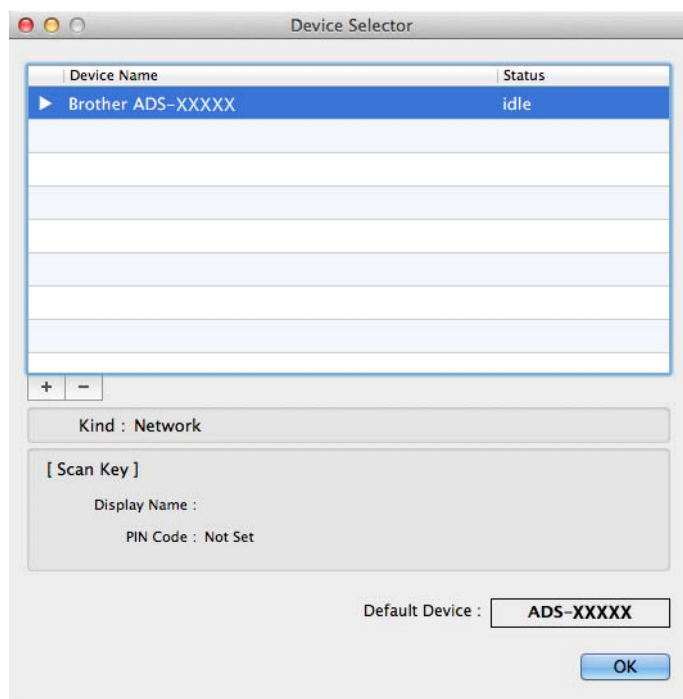 Device Selector
Device Name Status
Brother ADS-XXXXX idle
+ −
Kind : Network
[ Scan Key ]
Display Name :
PIN Code : Not Set
Default Device : ADS-XXXXX
OK